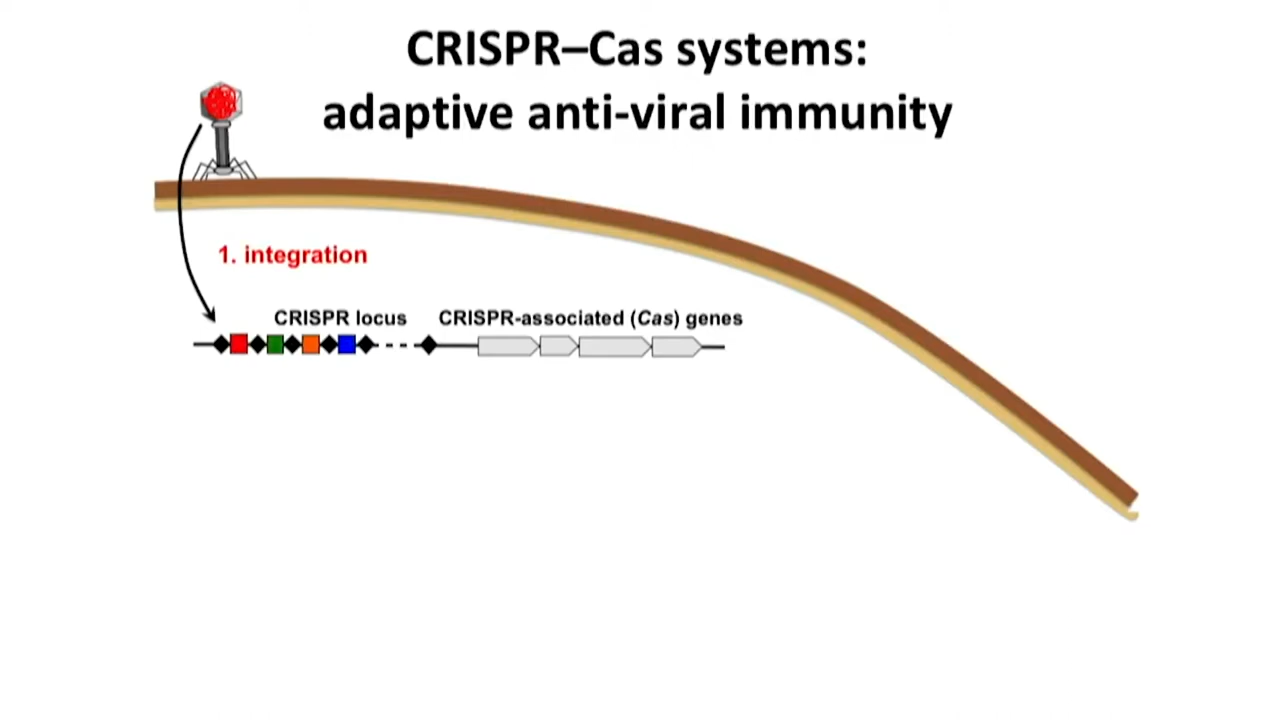 CRISPR–Cas systems:
adaptive anti-viral immunity
1. integration
CRISPR locus
CRISPR-associated (Cas) genes